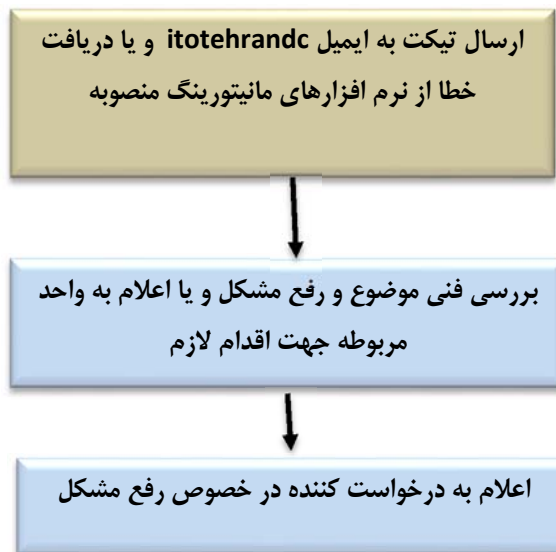 ارسال تیکت به ایمیل itotehrandc و یا دریافت
خطا از نرم افزارهای مانیتورینگ منصوبه
بررسی فنی موضوع و رفع مشکل و یا اعلام به واحد
مربوطه جهت اقدام لازم
اعلام به درخواست کننده در خصوص رفع مشکل